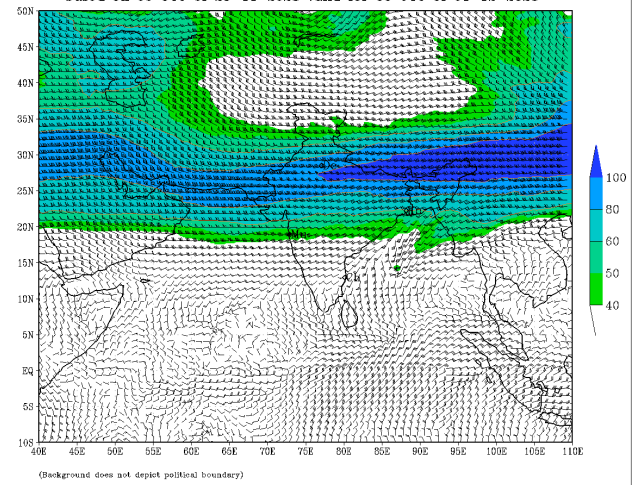 50N
45N
40N
35N
30N
25N
20N
15N
10N
5N
EQ
5S
10S
40E 45E 50E 55E 60E 65E 70E 75E 80E 85E 90E 95E 100E 105E 110E
100
80
60
50
40
(Background does not depict political boundary)